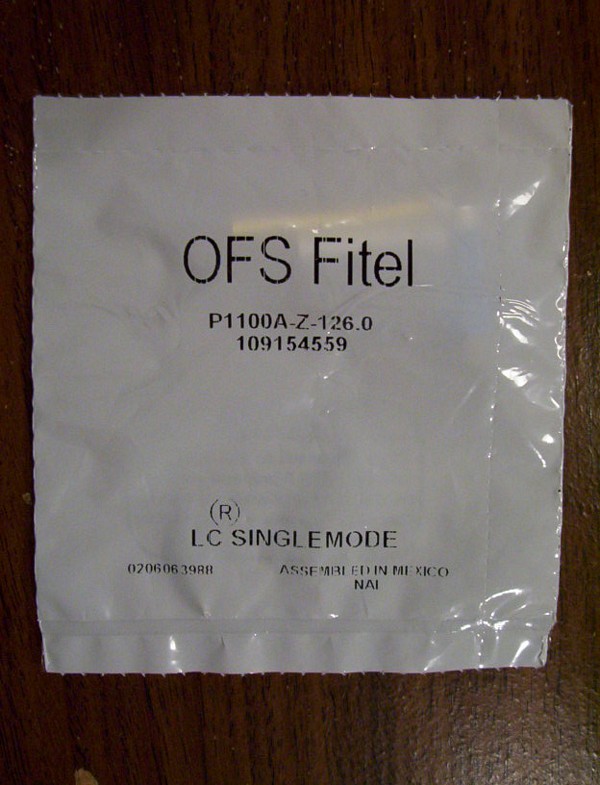 OFS Fitel
P1100A-Z-126.0
109154559
(R)
LC SINGLEMODE
0206063988 ASSEMBLED IN MEXICO
NAI